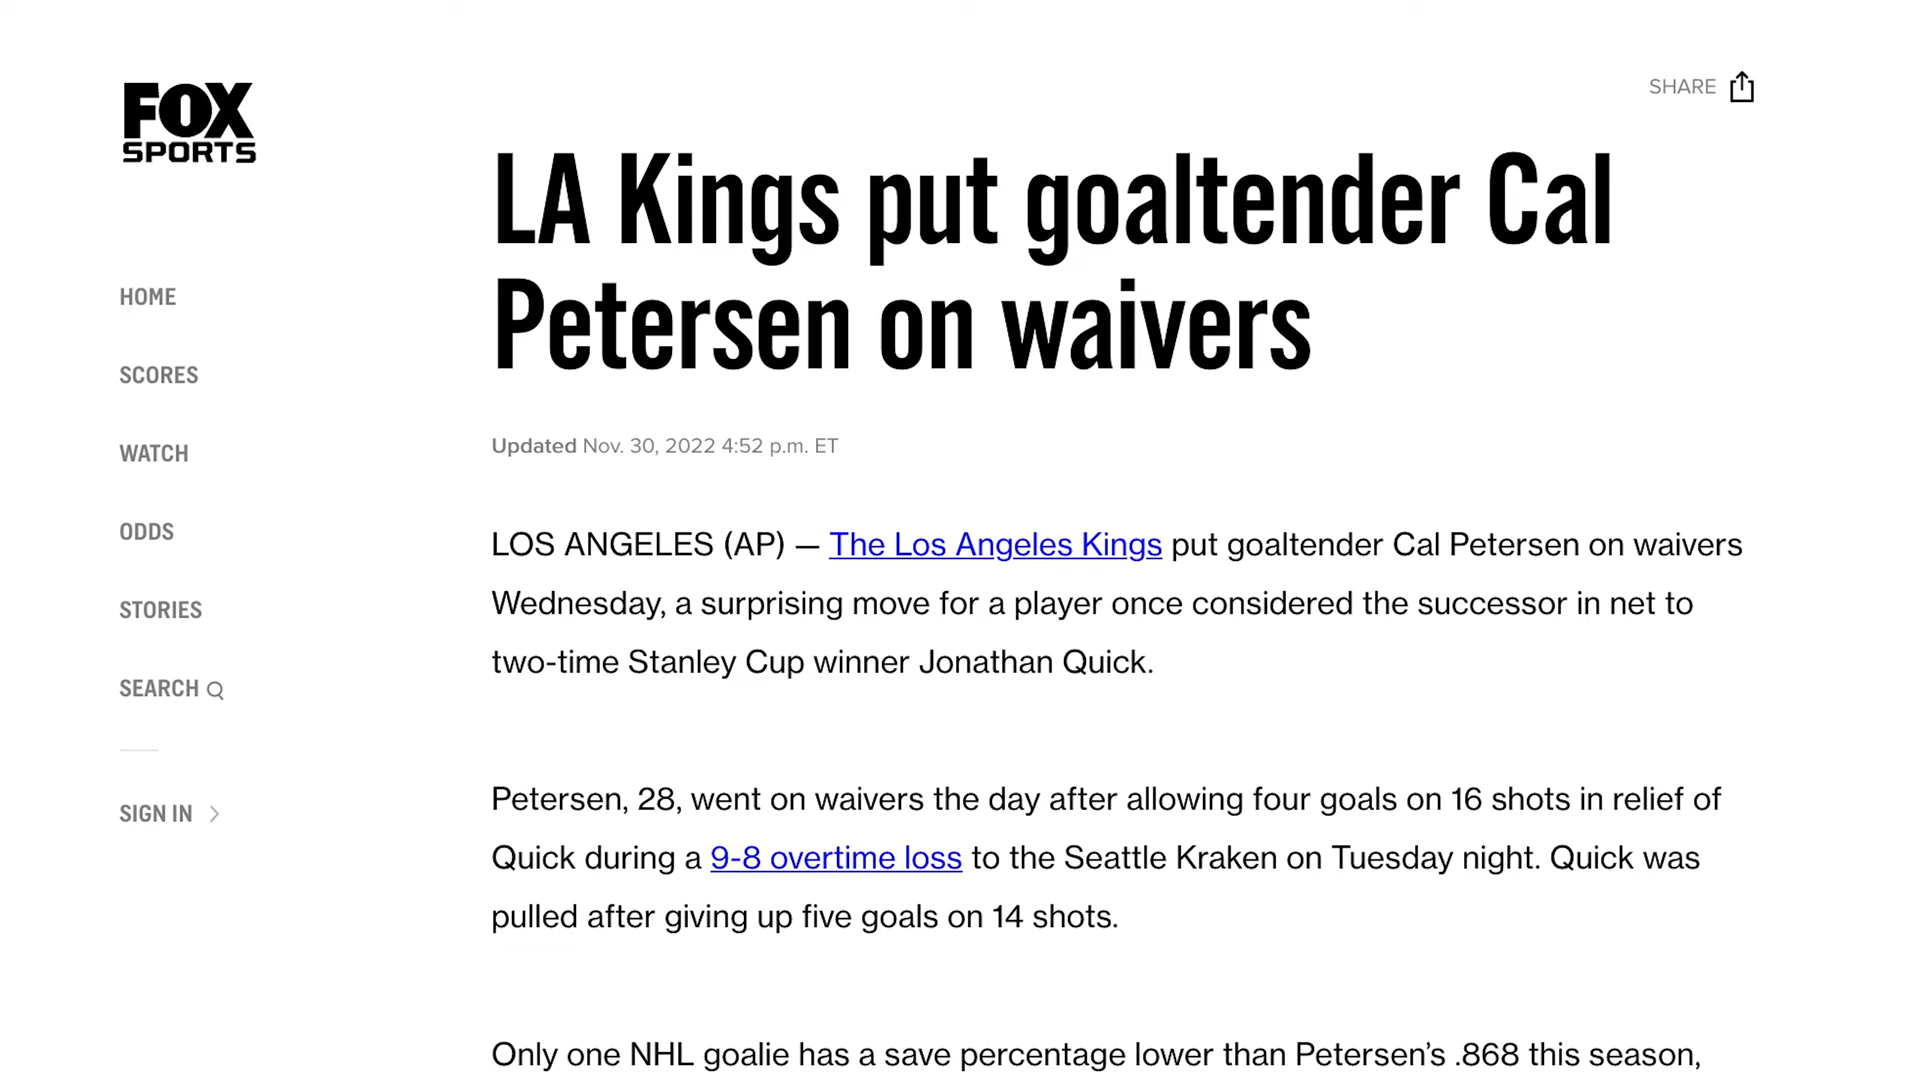 FOX
SPORTS
SHARE
LA Kings put goaltender Cal
Petersen on waivers
HOME
SCORES
WATCH
ODDS
STORIES
SEARCH
SIGN IN
Updated Nov. 30, 2022 4:52 p.m. ET
LOS ANGELES (AP) — The Los Angeles Kings put goaltender Cal Petersen on waivers
Wednesday, a surprising move for a player once considered the successor in net to
two-time Stanley Cup winner Jonathan Quick.
Petersen, 28, went on waivers the day after allowing four goals on 16 shots in relief of
Quick during a 9-8 overtime loss to the Seattle Kraken on Tuesday night. Quick was
pulled after giving up five goals on 14 shots.
Only one NHL goalie has a save percentage lower than Petersen’s .868 this season,